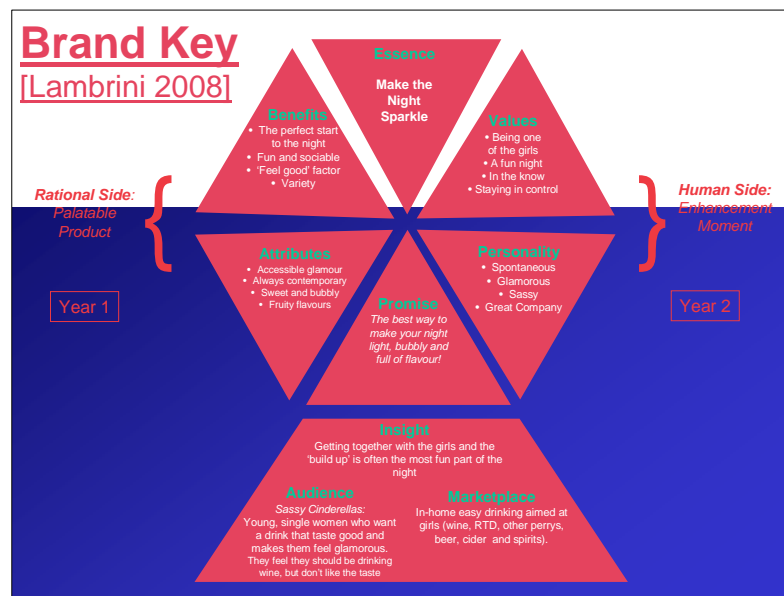 Brand Key
[Lambrini 2008]
Essence
Make the
Night
Sparkle
Benefits
• The perfect start
to the night
• Fun and sociable
• ‘Feel good’ factor
• Variety
Values
• Being one
of the girls
• A fun night
• In the know
• Staying in control
Rational Side:
Palatable
Product
{
}
Human Side:
Enhancement
Moment
Attributes
• Accessible glamour
• Always contemporary
• Sweet and bubbly
• Fruity flavours
Personality
• Spontaneous
• Glamorous
• Sassy
• Great Company
Year 1
Year 2
Promise
The best way to
make your night
light, bubbly and
full of flavour!
Insight
Getting together with the girls and the
‘build up’ is often the most fun part of the
night
Audience
Sassy Cinderellas:
Young, single women who want
a drink that taste good and
makes them feel glamorous.
They feel they should be drinking
wine, but don’t like the taste
Marketplace
In-home easy drinking aimed at
girls (wine, RTD, other perrys,
beer, cider and spirits).